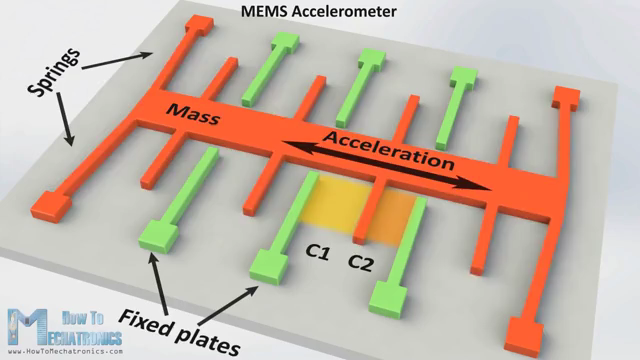 MEMS Accelerometer
Springs
Mass
Acceleration
C1 C2
Fixed plates
How To
MECHATRONICS
www.HowToMechatronics.com